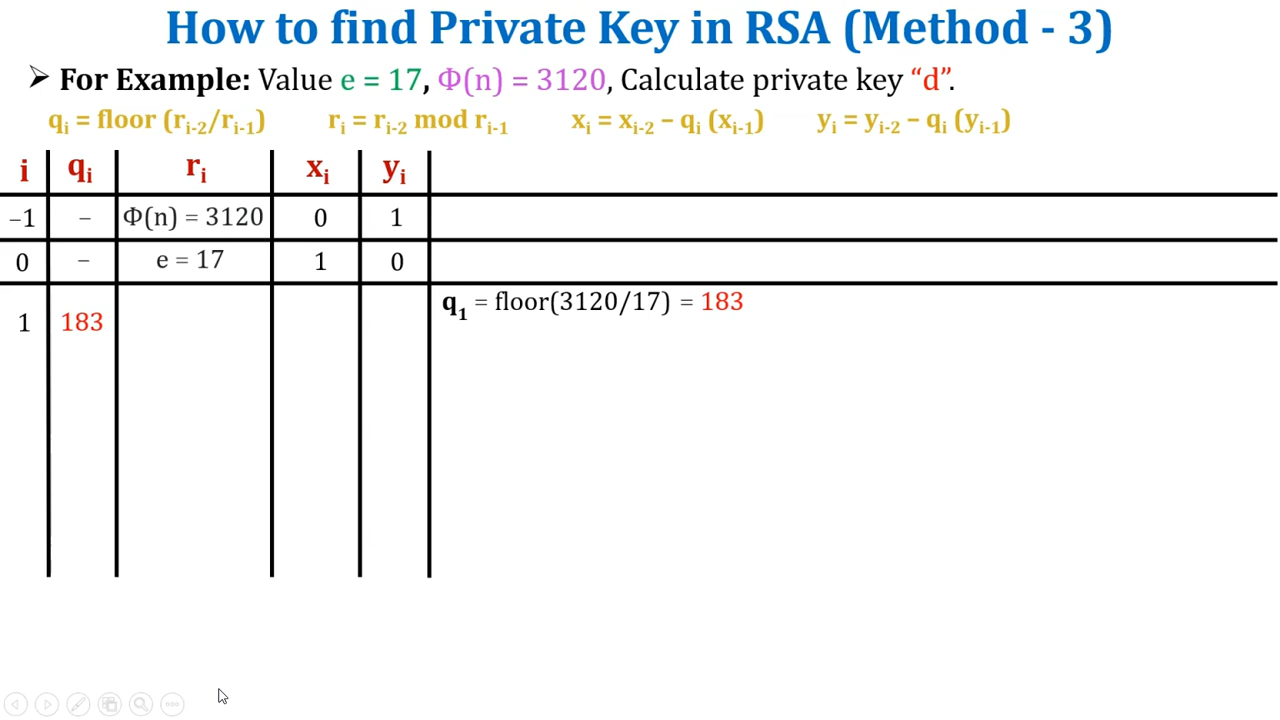 How to find Private Key in RSA (Method - 3)
➢ For Example: Value e = 17, Φ(n) = 3120, Calculate private key “d”.
qᵢ = floor (rᵢ₋₂/rᵢ₋₁) rᵢ = rᵢ₋₂ mod rᵢ₋₁ xᵢ = xᵢ₋₂ – qᵢ (xᵢ₋₁) yᵢ = yᵢ₋₂ – qᵢ (yᵢ₋₁)
i qᵢ rᵢ xᵢ yᵢ
–1 – Φ(n) = 3120 0 1
0 – e = 17 1 0
q₁ = floor(3120/17) = 183
1 183